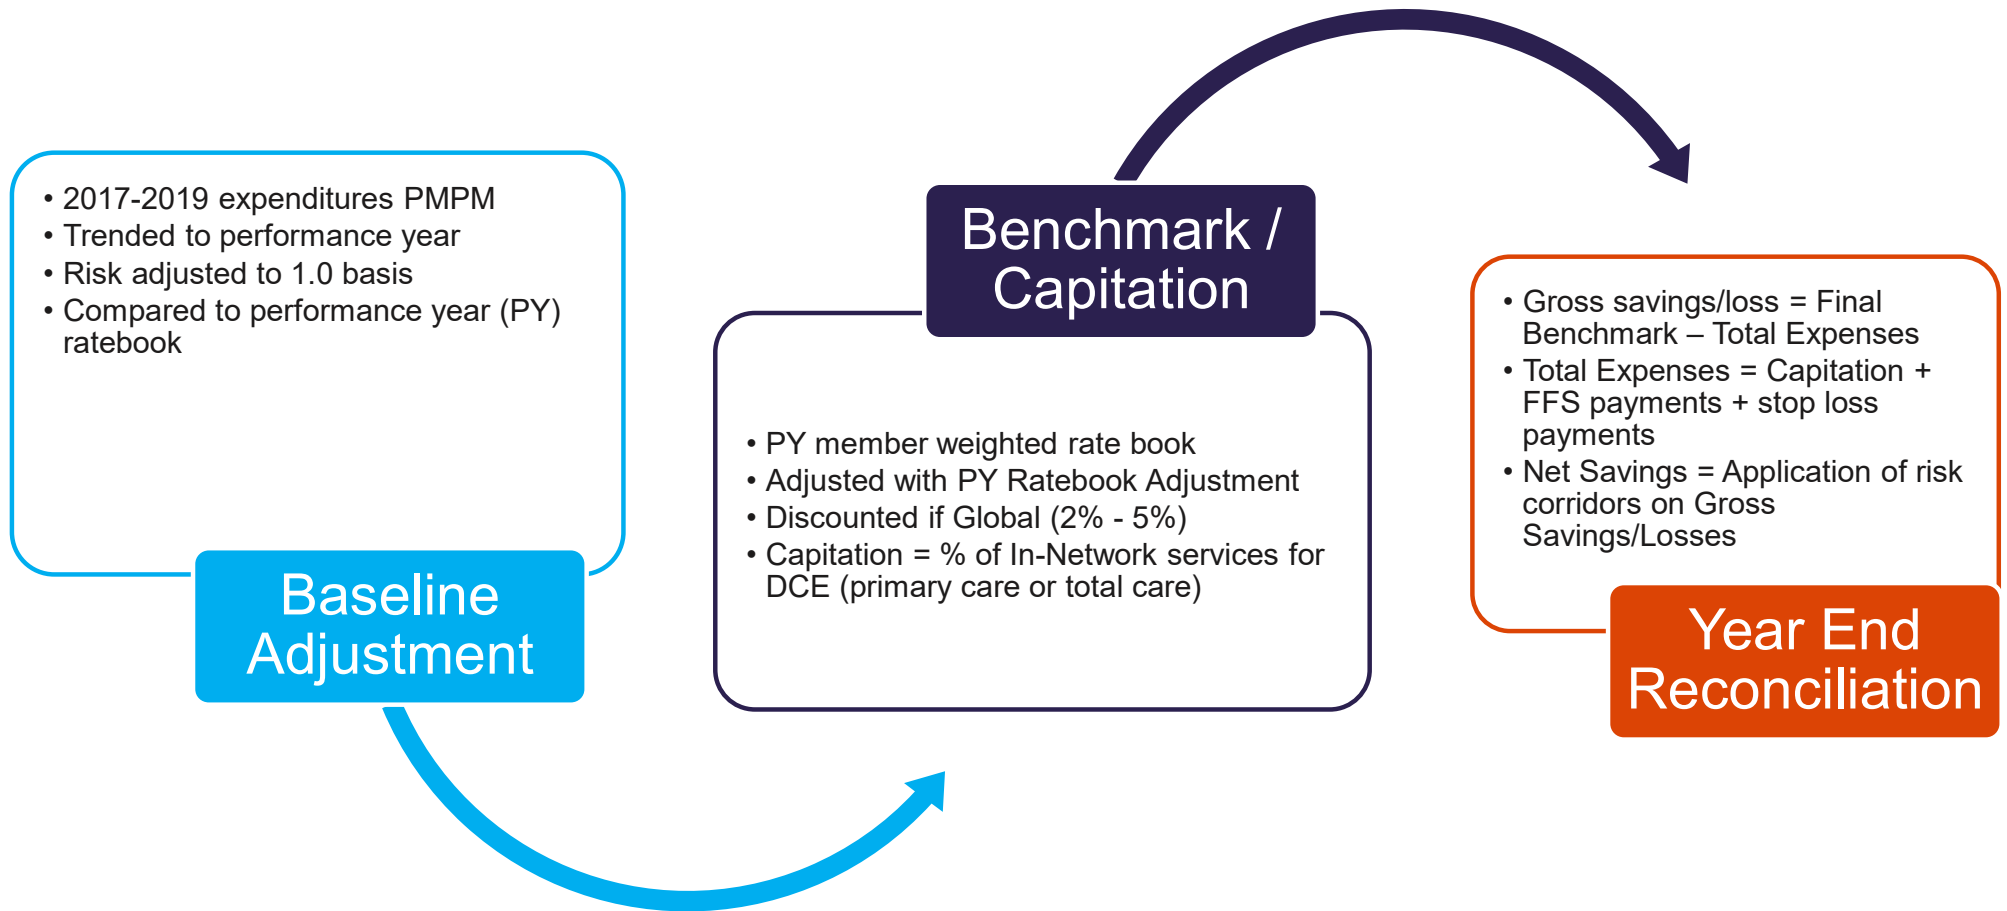 • 2017-2019 expenditures PMPM
• Trended to performance year
• Risk adjusted to 1.0 basis
• Compared to performance year (PY)
ratebook
Baseline
Adjustment
Benchmark /
Capitation
• PY member weighted rate book
• Adjusted with PY Ratebook Adjustment
• Discounted if Global (2% - 5%)
• Capitation = % of In-Network services for
DCE (primary care or total care)
• Gross savings/loss = Final
Benchmark – Total Expenses
• Total Expenses = Capitation +
FFS payments + stop loss
payments
• Net Savings = Application of risk
corridors on Gross
Savings/Losses
Year End
Reconciliation